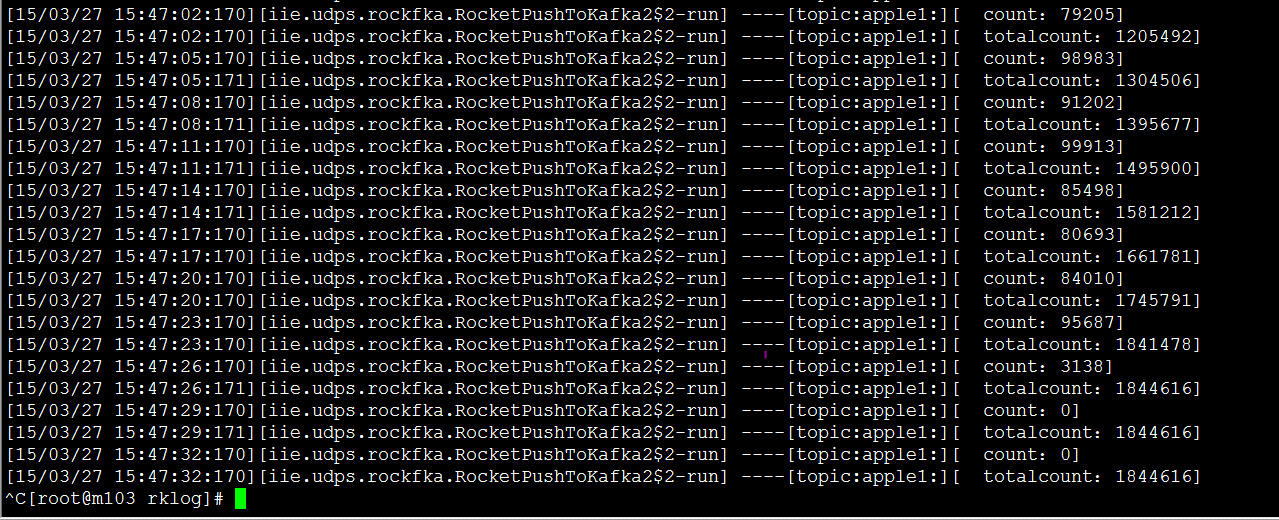 [15/03/27 15:47:02:170][iie.udps.rockfka.RocketPushToKafka2$2-run] ----[topic:apple1:][  count：79205]
[15/03/27 15:47:02:170][iie.udps.rockfka.RocketPushToKafka2$2-run] ----[topic:apple1:][  totalcount：1205492]
[15/03/27 15:47:05:170][iie.udps.rockfka.RocketPushToKafka2$2-run] ----[topic:apple1:][  count：98983]
[15/03/27 15:47:05:171][iie.udps.rockfka.RocketPushToKafka2$2-run] ----[topic:apple1:][  totalcount：1304506]
[15/03/27 15:47:08:170][iie.udps.rockfka.RocketPushToKafka2$2-run] ----[topic:apple1:][  count：91202]
[15/03/27 15:47:08:171][iie.udps.rockfka.RocketPushToKafka2$2-run] ----[topic:apple1:][  totalcount：1395677]
[15/03/27 15:47:11:170][iie.udps.rockfka.RocketPushToKafka2$2-run] ----[topic:apple1:][  count：99913]
[15/03/27 15:47:11:171][iie.udps.rockfka.RocketPushToKafka2$2-run] ----[topic:apple1:][  totalcount：1495900]
[15/03/27 15:47:14:170][iie.udps.rockfka.RocketPushToKafka2$2-run] ----[topic:apple1:][  count：85498]
[15/03/27 15:47:14:171][iie.udps.rockfka.RocketPushToKafka2$2-run] ----[topic:apple1:][  totalcount：1581212]
[15/03/27 15:47:17:170][iie.udps.rockfka.RocketPushToKafka2$2-run] ----[topic:apple1:][  count：80693]
[15/03/27 15:47:17:170][iie.udps.rockfka.RocketPushToKafka2$2-run] ----[topic:apple1:][  totalcount：1661781]
[15/03/27 15:47:20:170][iie.udps.rockfka.RocketPushToKafka2$2-run] ----[topic:apple1:][  count：84010]
[15/03/27 15:47:20:170][iie.udps.rockfka.RocketPushToKafka2$2-run] ----[topic:apple1:][  totalcount：1745791]
[15/03/27 15:47:23:170][iie.udps.rockfka.RocketPushToKafka2$2-run] ----[topic:apple1:][  count：95687]
[15/03/27 15:47:23:170][iie.udps.rockfka.RocketPushToKafka2$2-run] ----[topic:apple1:][  totalcount：1841478]
[15/03/27 15:47:26:170][iie.udps.rockfka.RocketPushToKafka2$2-run] ----[topic:apple1:][  count：3138]
[15/03/27 15:47:26:171][iie.udps.rockfka.RocketPushToKafka2$2-run] ----[topic:apple1:][  totalcount：1844616]
[15/03/27 15:47:29:170][iie.udps.rockfka.RocketPushToKafka2$2-run] ----[topic:apple1:][  count：0]
[15/03/27 15:47:29:171][iie.udps.rockfka.RocketPushToKafka2$2-run] ----[topic:apple1:][  totalcount：1844616]
[15/03/27 15:47:32:170][iie.udps.rockfka.RocketPushToKafka2$2-run] ----[topic:apple1:][  count：0]
[15/03/27 15:47:32:170][iie.udps.rockfka.RocketPushToKafka2$2-run] ----[topic:apple1:][  totalcount：1844616]
^C[root@m103 rklog]#